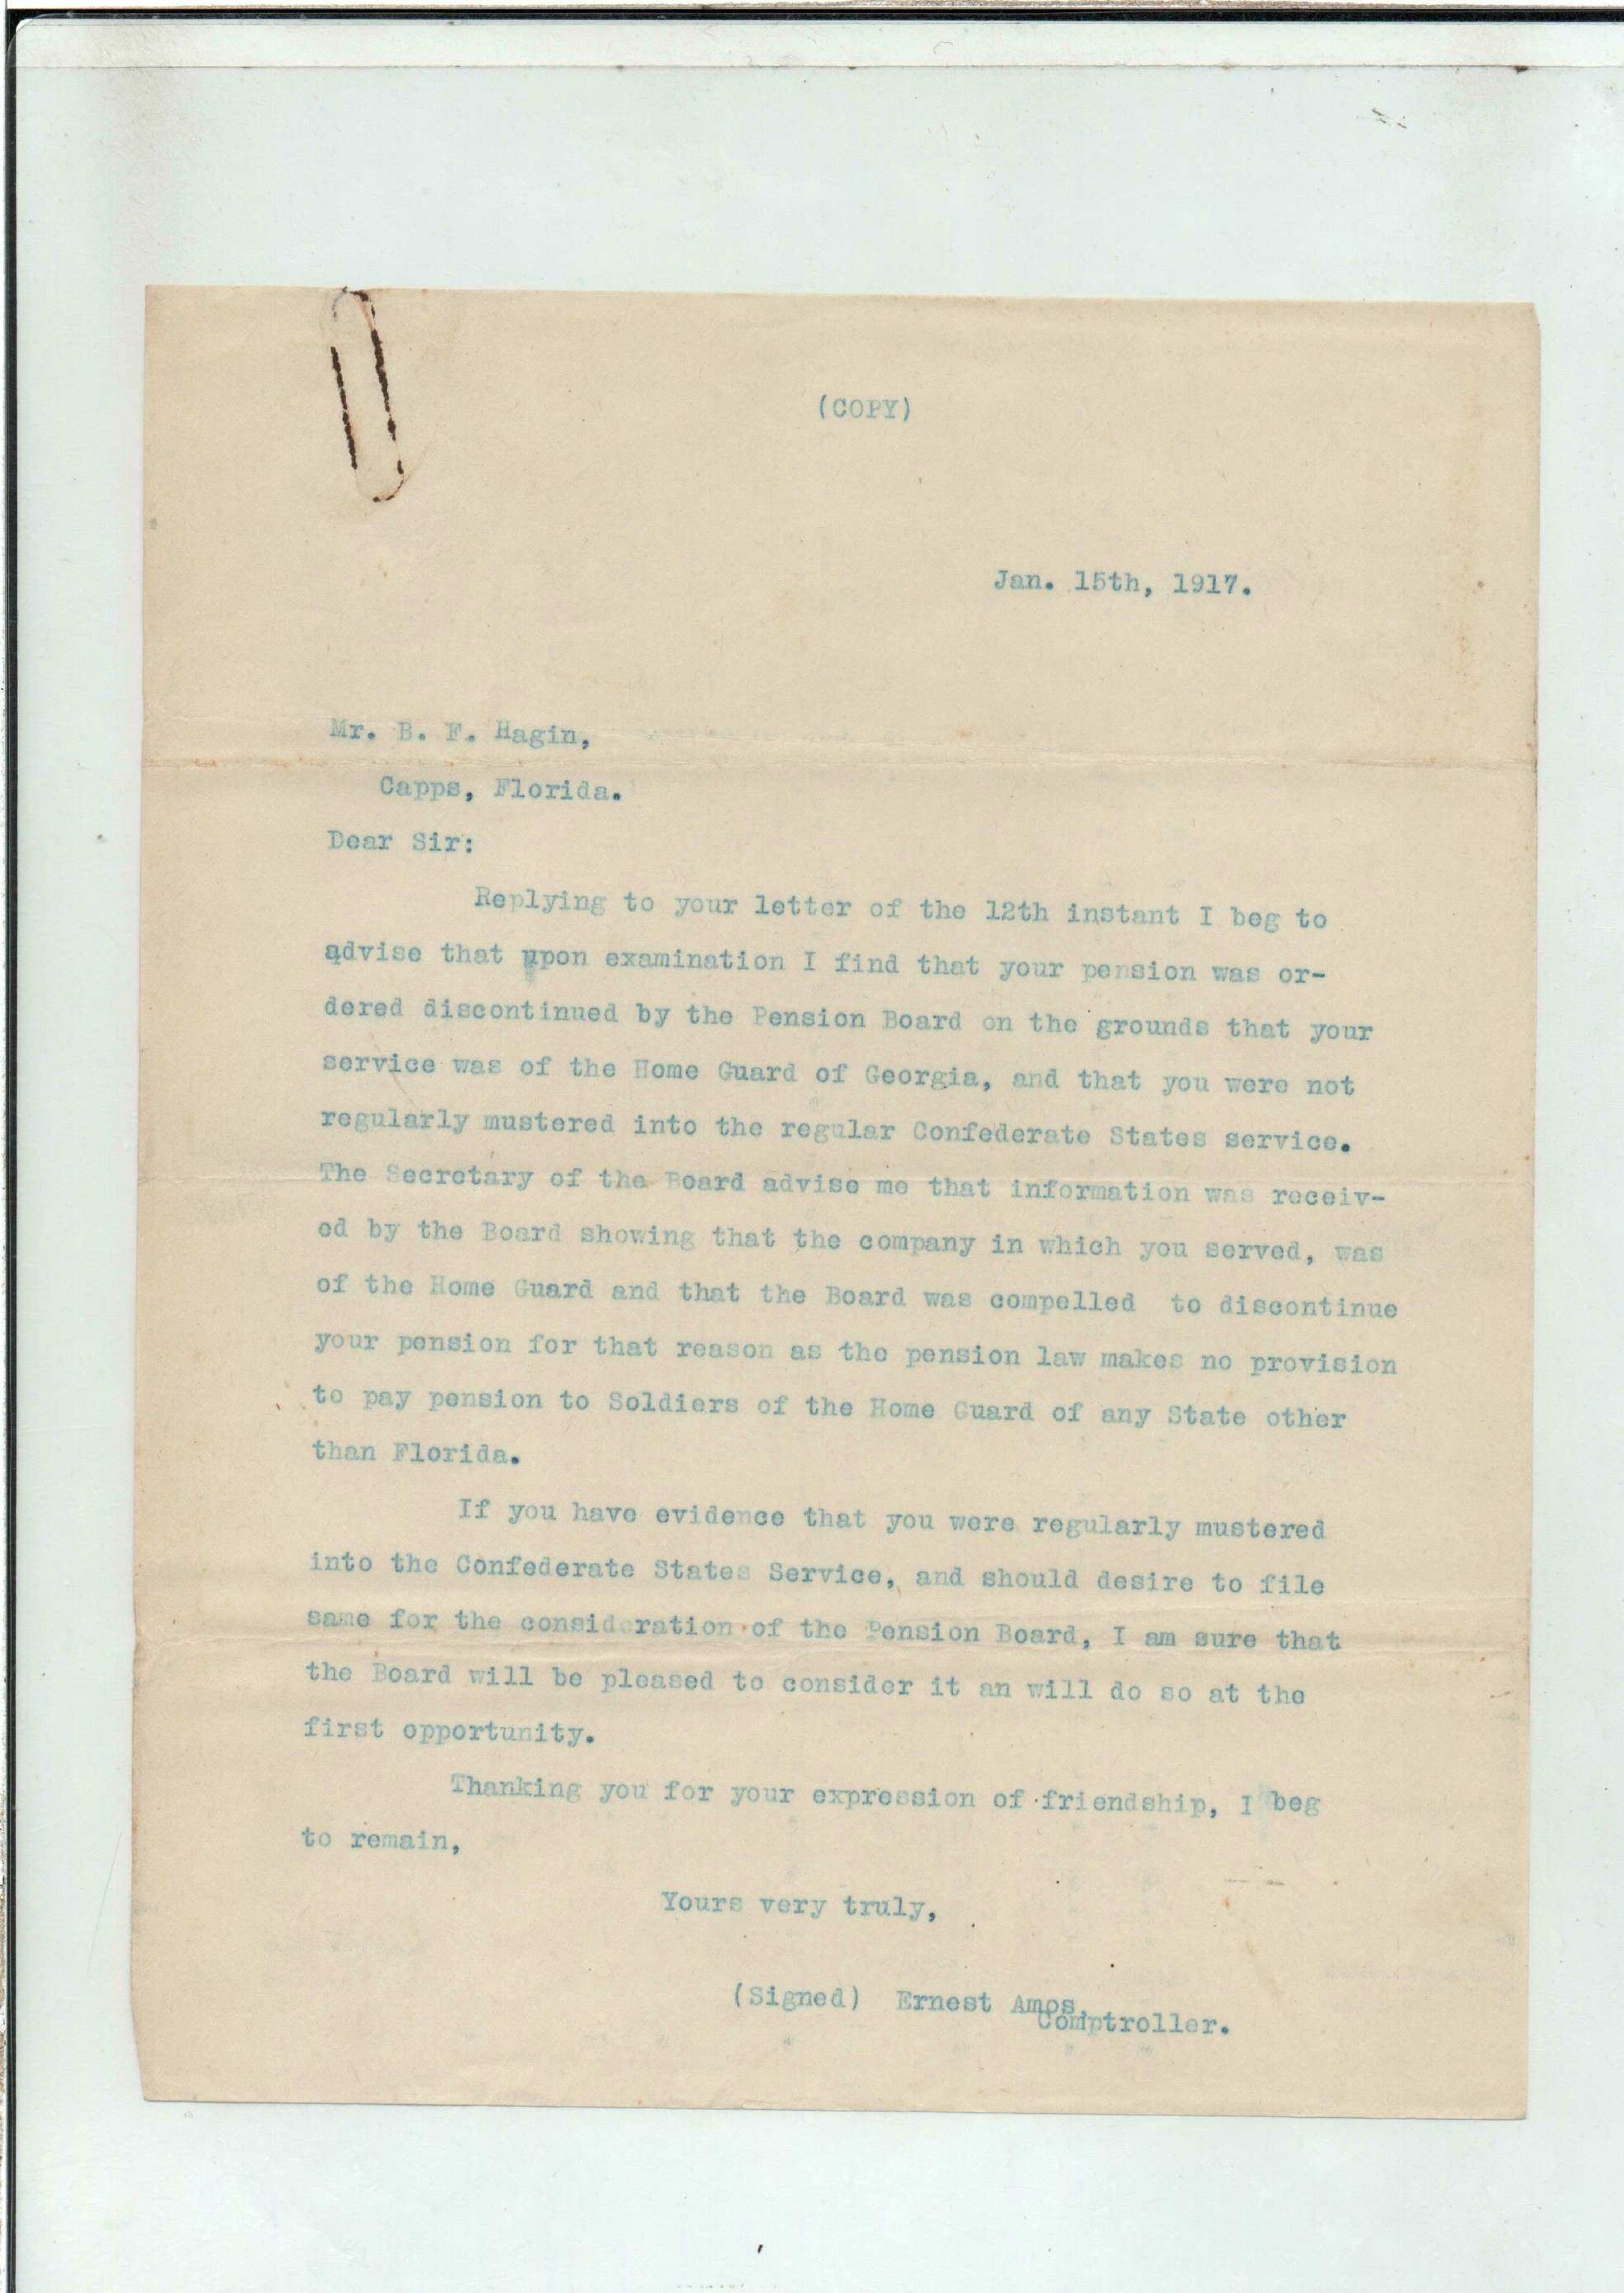 (COPY)
Jan. 15th, 1917.
Mr. B. F. Hagin,
Capps, Florida.
Dear Sir:
Replying to your letter of the 12th instant I beg to
advise that upon examination I find that your pension was or-
dered discontinued by the Pension Board on the grounds that your
service was of the Home Guard of Georgia, and that you were not
regularly mustered into the regular Confederate States service.
The Secretary of the Board advise me that information was receiv-
ed by the Board showing that the company in which you served, was
of the Home Guard and that the Board was compelled to discontinue
your pension for that reason as the pension law makes no provision
to pay pension to Soldiers of the Home Guard of any State other
than Florida.
If you have evidence that you were regularly mustered
into the Confederate States Service, and should desire to file
same for the consideration of the Pension Board, I am sure that
the Board will be pleased to consider it an will do so at the
first opportunity.
Thanking you for your expression of friendship, I beg
to remain,
Yours very truly,
(Signed) Ernest Amos,
Comptroller.